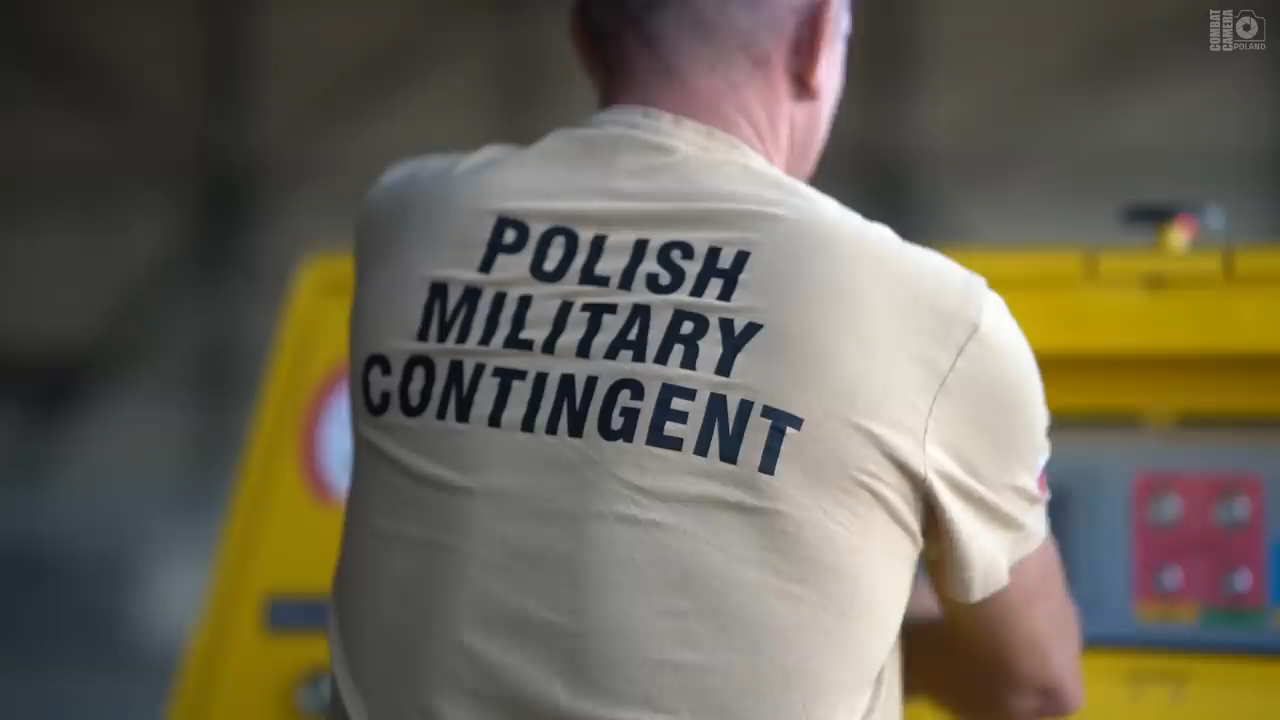 POLISH
MILITARY
CONTINGENT
COMBAT
CAMERA
POLAND